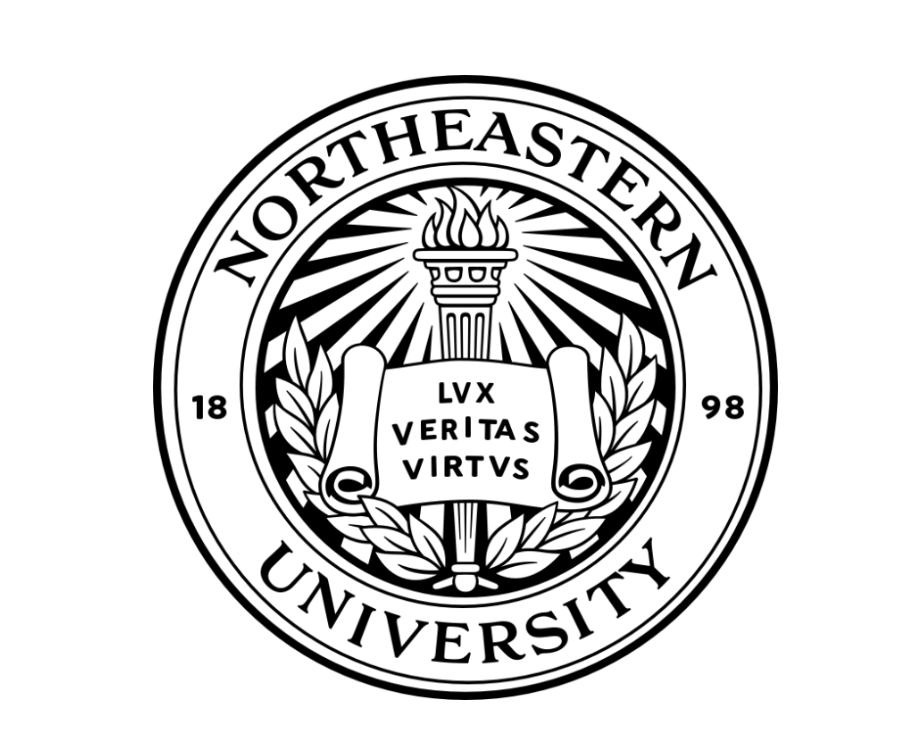 NORTHEASTERN
18 98
LVX
VERITAS
VIRTVS
UNIVERSITY